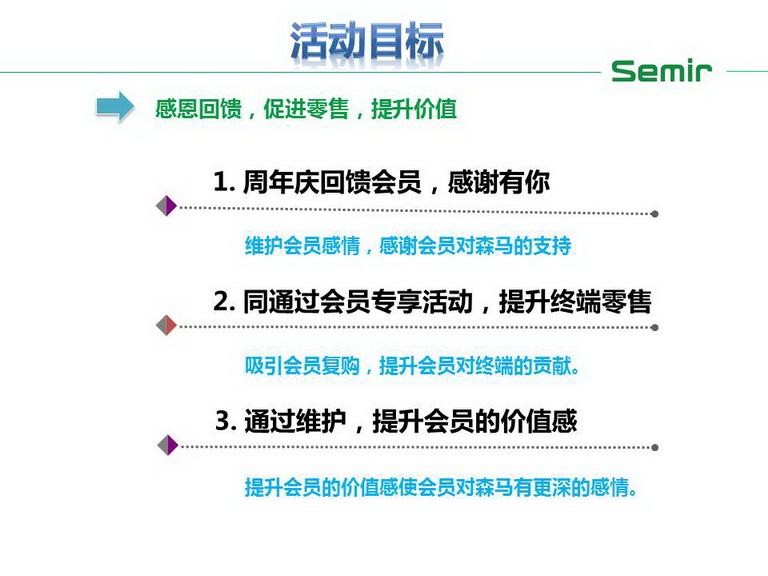 活动目标
Semir
感恩回馈，促进零售，提升价值
1. 周年庆回馈会员，感谢有你
维护会员感情，感谢会员对森马的支持
2. 同通过会员专享活动，提升终端零售
吸引会员复购，提升会员对终端的贡献。
3. 通过维护，提升会员的价值感
提升会员的价值感使会员对森马有更深的感情。